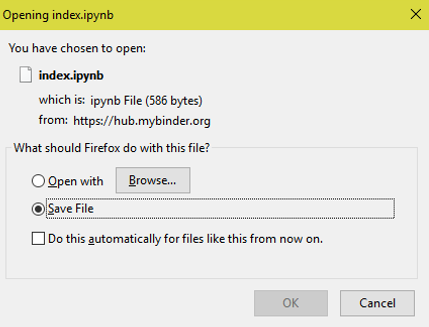 Opening index.ipynb
You have chosen to open:
index.ipynb
which is: ipynb File (586 bytes)
from: https://hub.mybinder.org
What should Firefox do with this file?
Open with Browse...
Save File
Do this automatically for files like this from now on.
OK Cancel